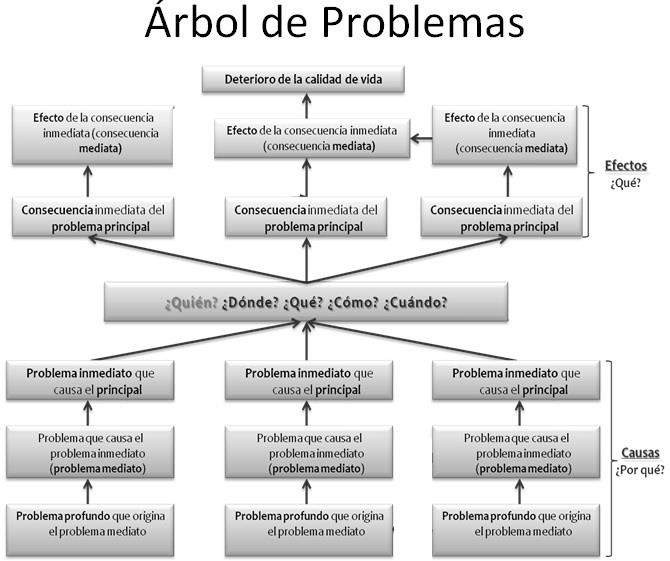 Árbol de Problemas
Deterioro de la calidad de vida
Efecto de la consecuencia
inmediata (consecuencia
mediata)
Efecto de la consecuencia inmediata
(consecuencia mediata)
Efecto de la consecuencia
inmediata
(consecuencia mediata)
Efectos
¿Qué?
Consecuencia inmediata del
problema principal
Consecuencia inmediata del
problema principal
Consecuencia inmediata del
problema principal
¿Quién? ¿Dónde? ¿Qué? ¿Cómo? ¿Cuándo?
Problema inmediato que
causa el principal
Problema inmediato que
causa el principal
Problema inmediato que
causa el principal
Problema que causa el
problema inmediato
(problema mediato)
Problema que causa el
problema inmediato
(problema mediato)
Problema que causa el
problema inmediato
(problema mediato)
Causas
¿Por qué?
Problema profundo que origina
el problema mediato
Problema profundo que origina
el problema mediato
Problema profundo que origina
el problema mediato